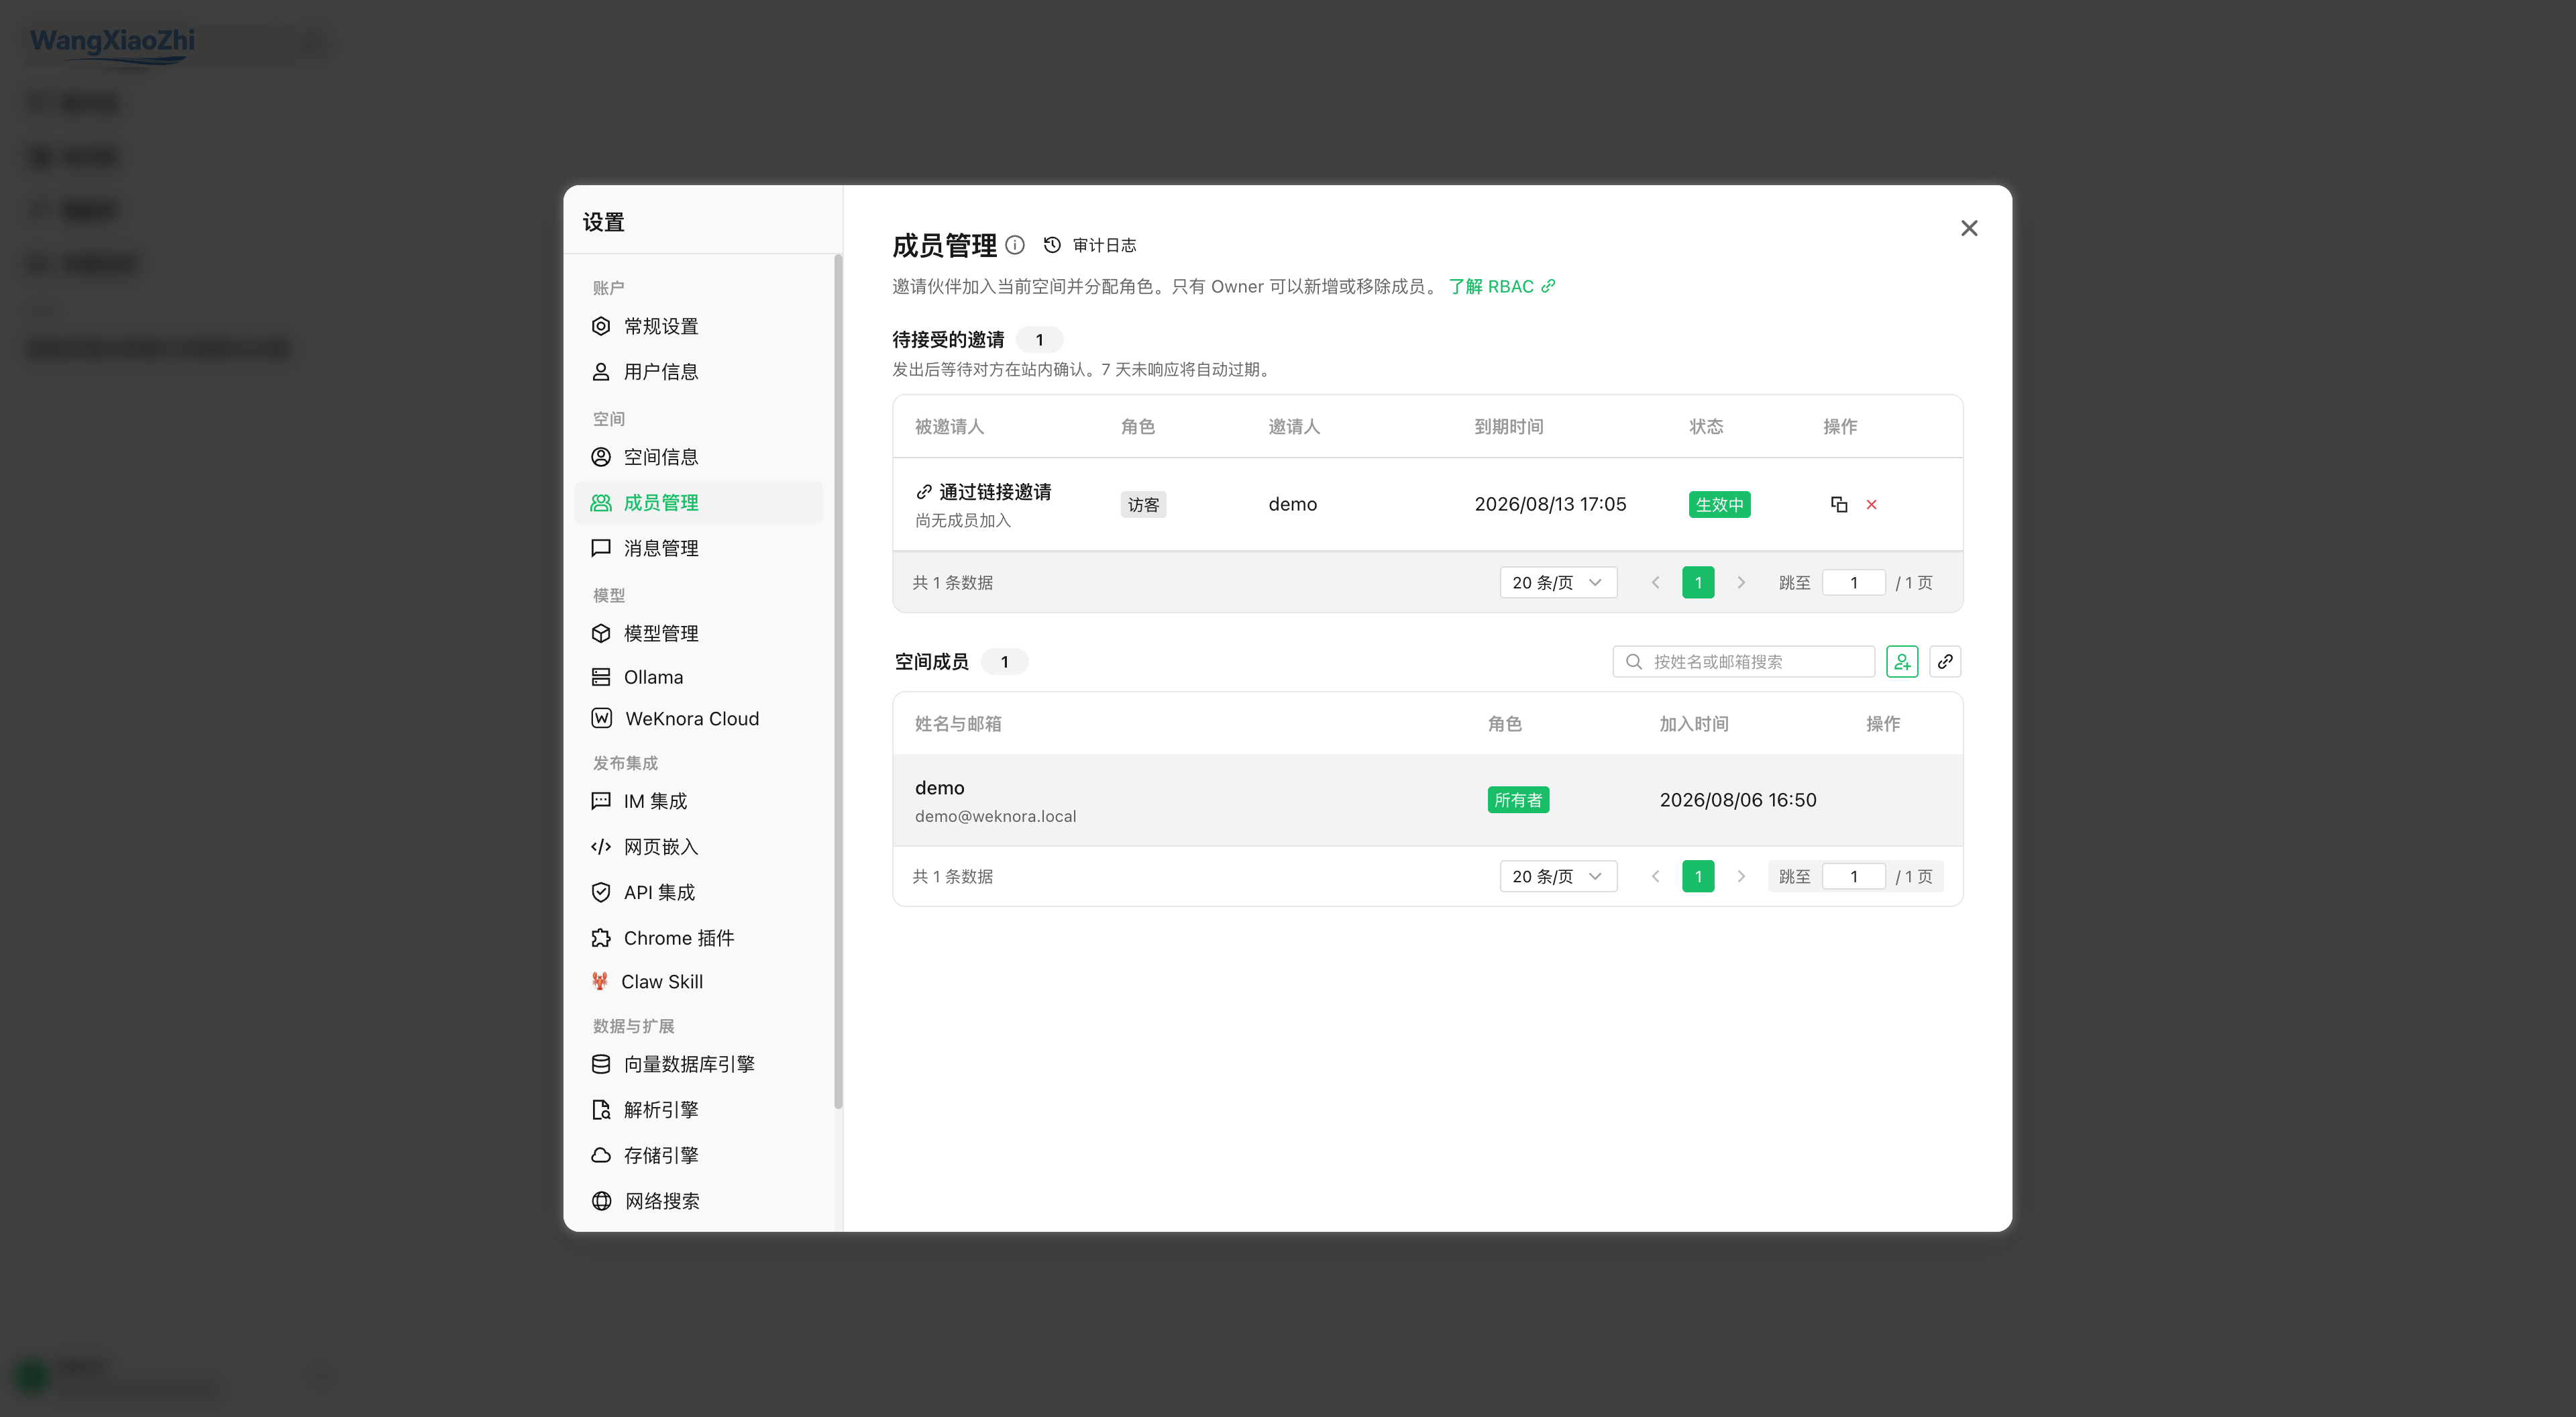 WangXiaoZhi
设置
账户
常规设置
用户信息
空间
空间信息
成员管理
消息管理
模型
模型管理
Ollama
WeKnora Cloud
发布集成
IM 集成
网页嵌入
API 集成
Chrome 插件
Claw Skill
数据与扩展
向量数据库引擎
解析引擎
存储引擎
网络搜索
成员管理 审计日志
邀请伙伴加入当前空间并分配角色。只有 Owner 可以新增或移除成员。 了解 RBAC
待接受的邀请 1
发出后等待对方在站内确认。7 天未响应将自动过期。
被邀请人 角色 邀请人 到期时间 状态 操作
通过链接邀请 访客 demo 2026/08/13 17:05 生效中
尚无成员加入
共 1 条数据 20 条/页 1 跳至 1 / 1 页
空间成员 1 按姓名或邮箱搜索
姓名与邮箱 角色 加入时间 操作
demo 所有者 2026/08/06 16:50
demo@weknora.local
共 1 条数据 20 条/页 1 跳至 1 / 1 页